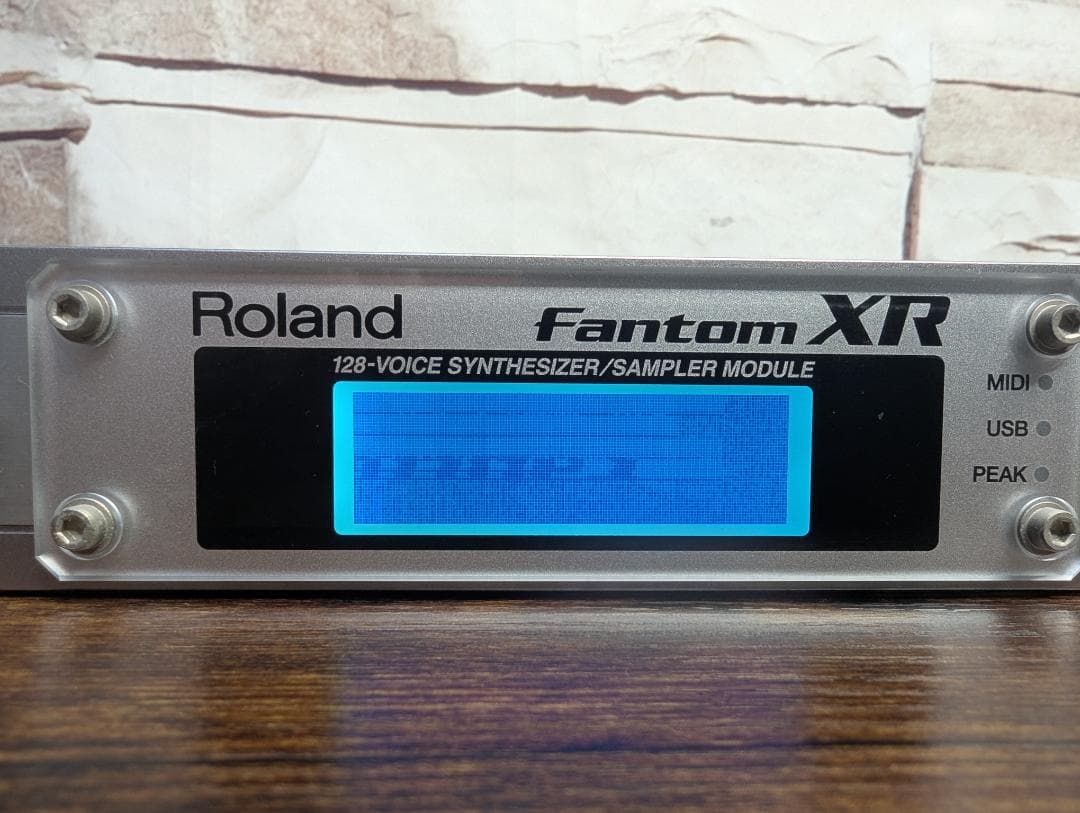 Roland
Fantom XR
128-VOICE SYNTHESIZER/SAMPLER MODULE
MIDI
USB
PEAK